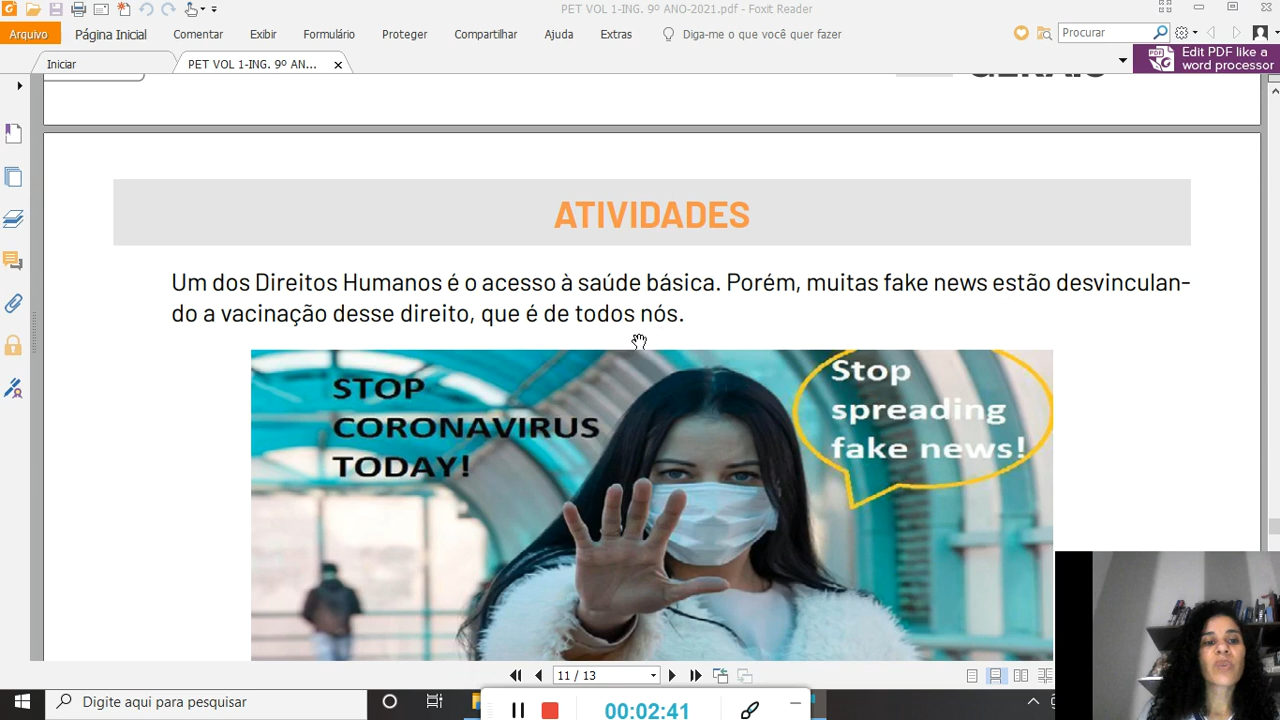 PET VOL 1-ING. 9º ANO-2021.pdf - Foxit Reader
Arquivo Página Inicial Comentar Exibir Formulário Proteger Compartilhar Ajuda Extras Diga-me o que você quer fazer Procurar
Iniciar PET VOL 1-ING. 9º AN...
Edit PDF like a
word processor
GERAIS
ATIVIDADES
Um dos Direitos Humanos é o acesso à saúde básica. Porém, muitas fake news estão desvinculan-
do a vacinação desse direito, que é de todos nós.
STOP
CORONAVIRUS
TODAY!
Stop
spreading
fake news!
11 / 13
Digite aqui para pesquisar
00:02:41